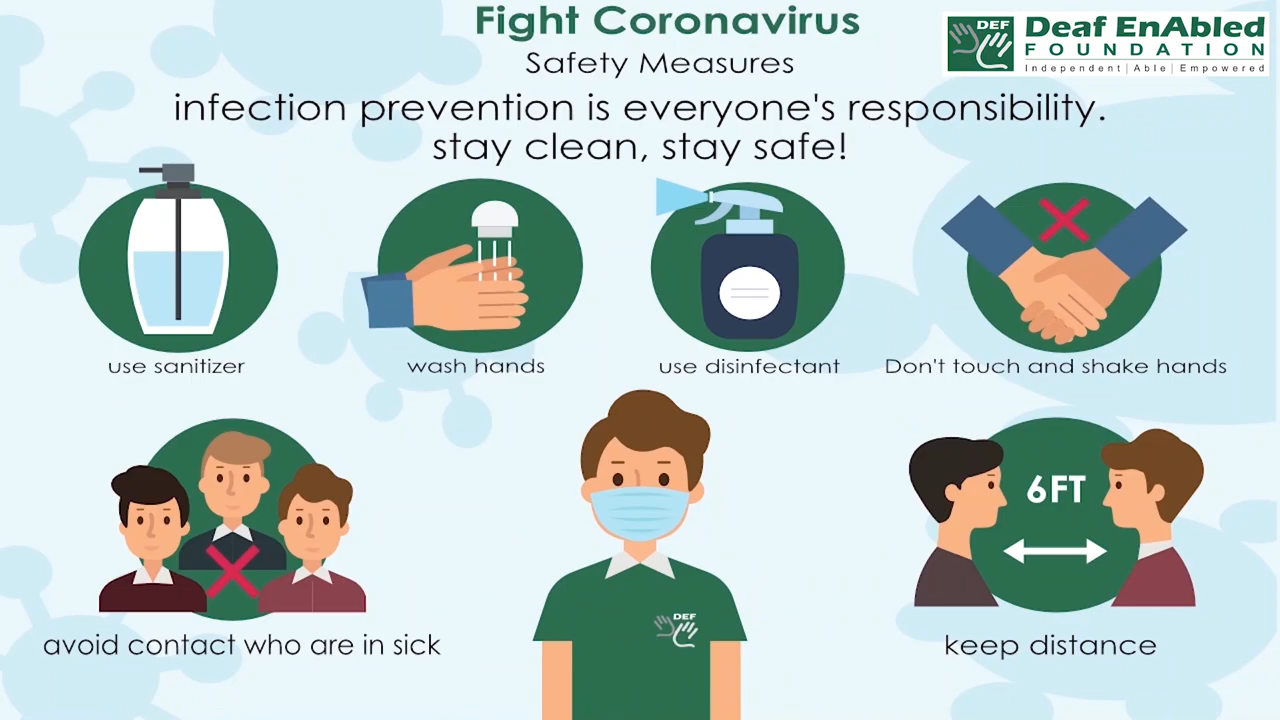 Fight Coronavirus
Safety Measures
DEF
Deaf EnAbled
FOUNDATION
Independent | Able | Empowered
infection prevention is everyone's responsibility.
stay clean, stay safe!
use sanitizer
wash hands
use disinfectant
Don't touch and shake hands
6FT
DEF
avoid contact who are in sick
keep distance